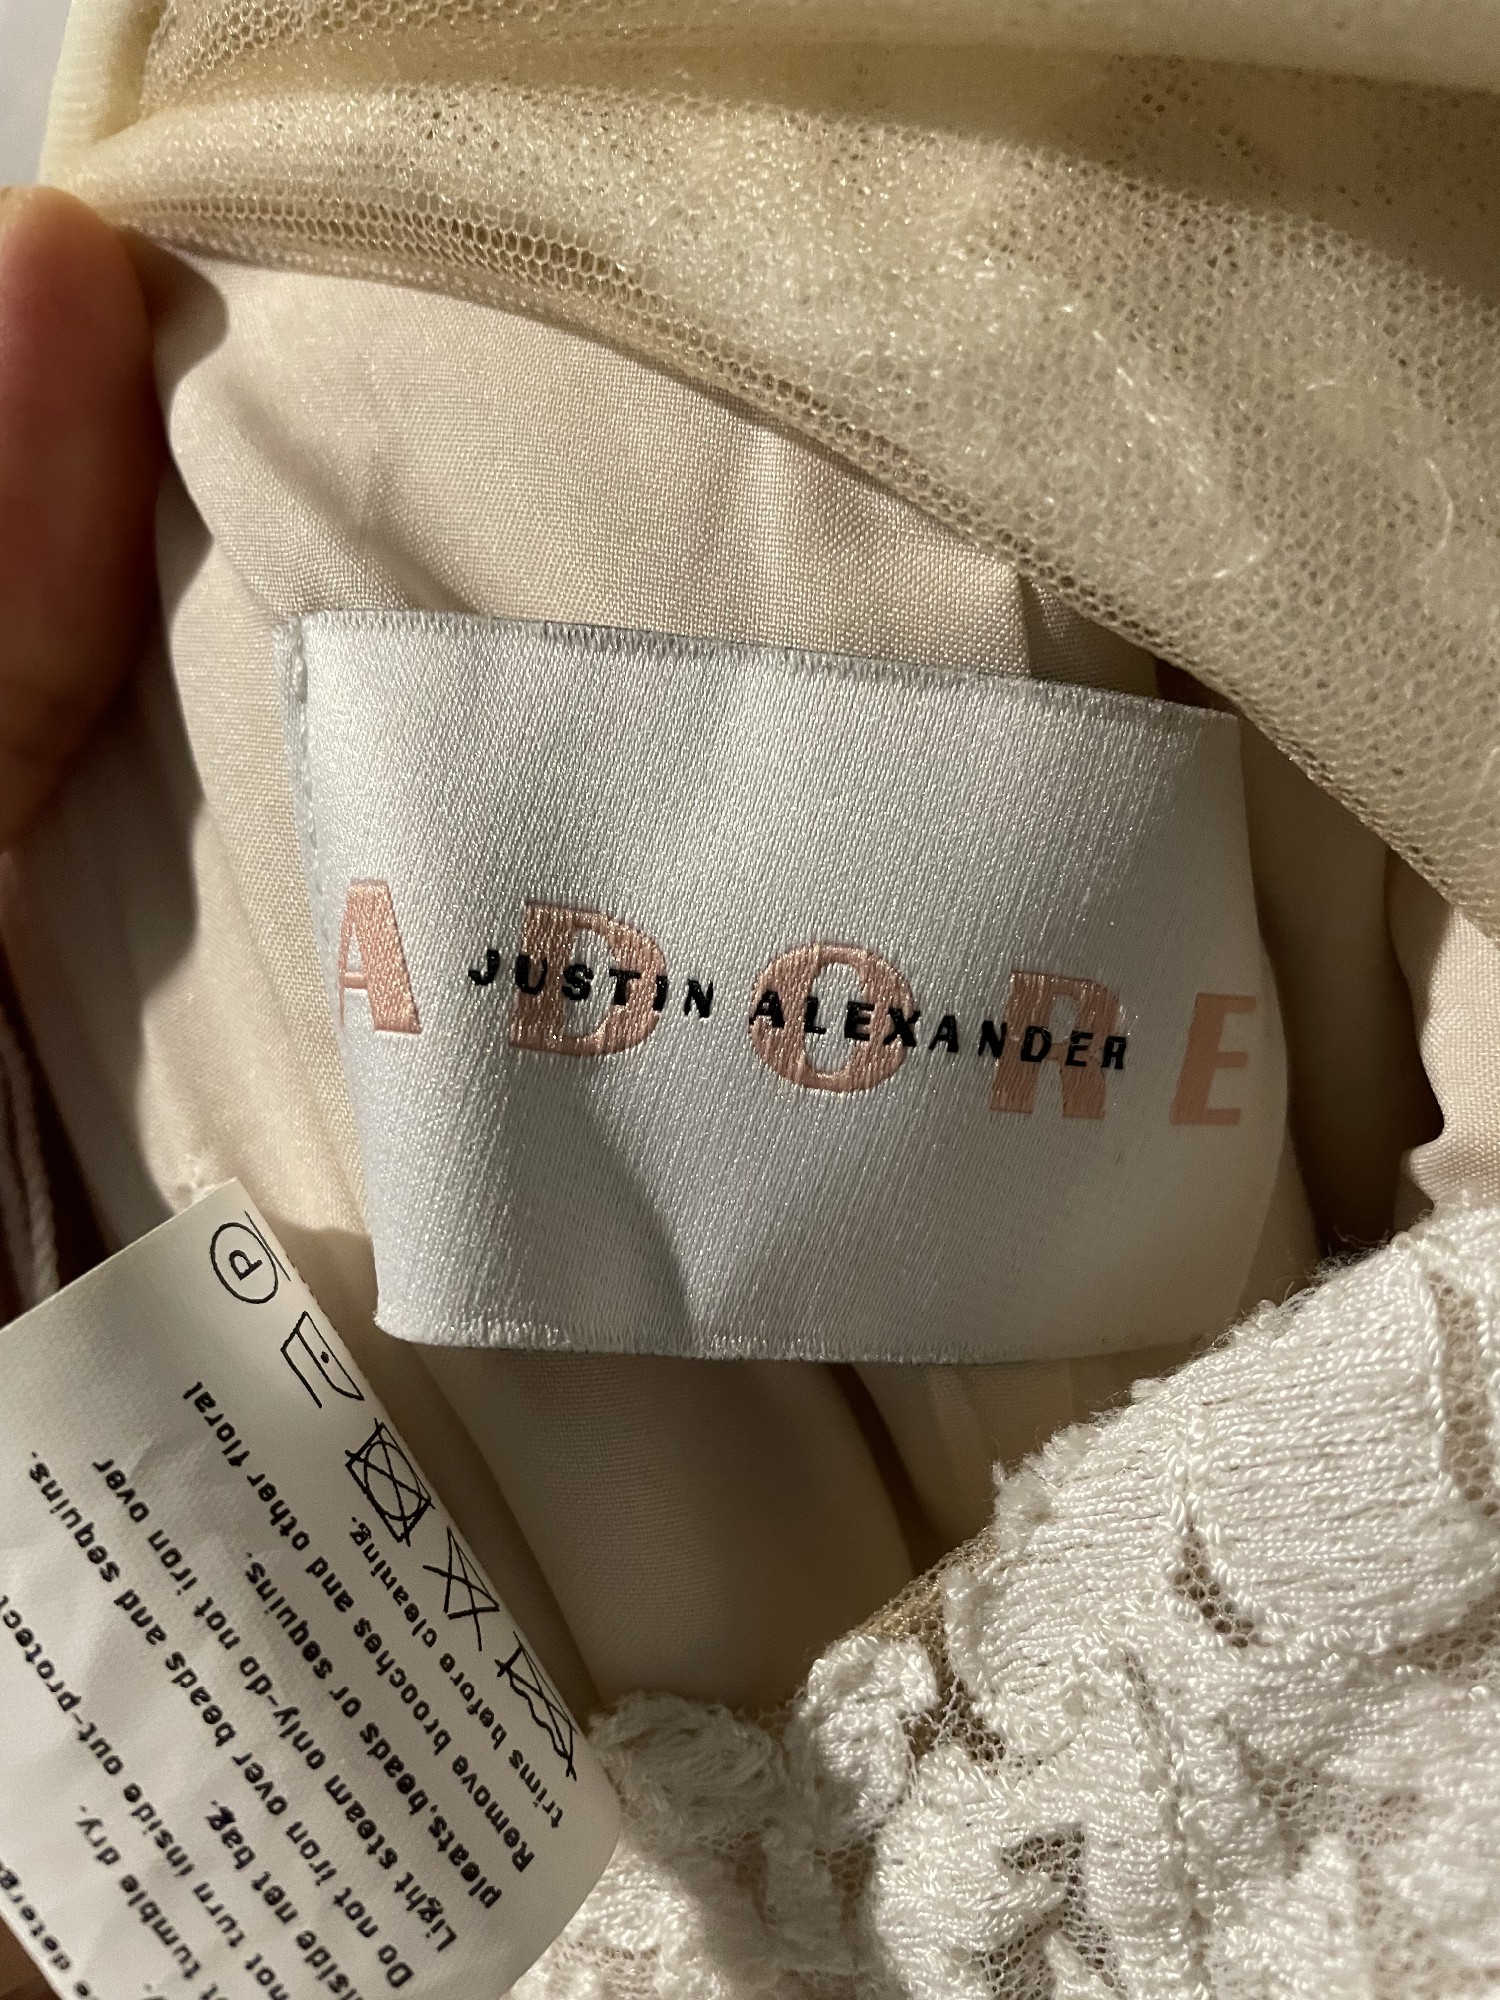 ADORE
JUSTIN ALEXANDER
P
trims before cleaning.
Remove brooches and other floral
pleats, beads or sequins.
Light steam only-do not iron over
Do not iron over beads and sequins.
inside net bag.
not turn inside out-protect
tumble dry.